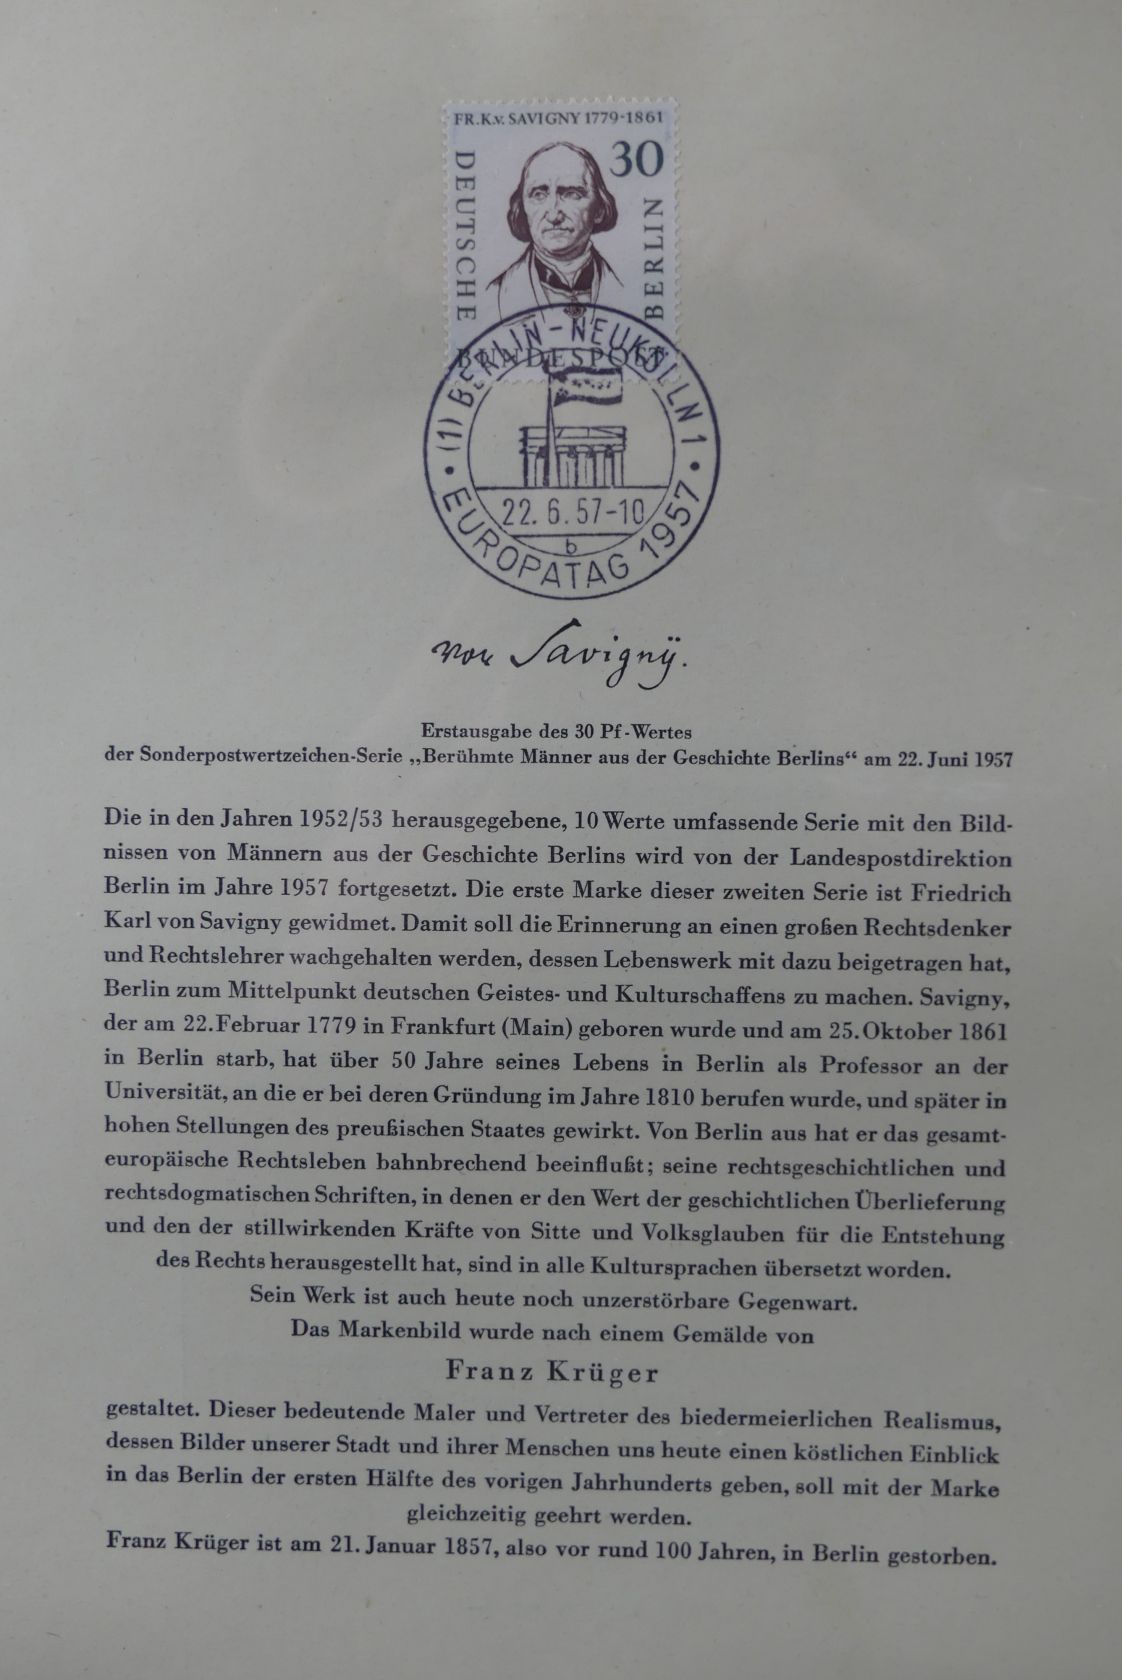 FR.K.v. SAVIGNY 1779-1861
30
DEUTSCHE
BERLIN
BUNDESPOST
(1) BERLIN-NEUKÖLLN 1
22.6.57-10
b
• EUROPATAG 1957 •
von Savignÿ.
Erstausgabe des 30 Pf-Wertes
der Sonderpostwertzeichen-Serie „Berühmte Männer aus der Geschichte Berlins“ am 22. Juni 1957
Die in den Jahren 1952/53 herausgegebene, 10 Werte umfassende Serie mit den Bild-
nissen von Männern aus der Geschichte Berlins wird von der Landespostdirektion
Berlin im Jahre 1957 fortgesetzt. Die erste Marke dieser zweiten Serie ist Friedrich
Karl von Savigny gewidmet. Damit soll die Erinnerung an einen großen Rechtsdenker
und Rechtslehrer wachgehalten werden, dessen Lebenswerk mit dazu beigetragen hat,
Berlin zum Mittelpunkt deutschen Geistes- und Kulturschaffens zu machen. Savigny,
der am 22. Februar 1779 in Frankfurt (Main) geboren wurde und am 25. Oktober 1861
in Berlin starb, hat über 50 Jahre seines Lebens in Berlin als Professor an der
Universität, an die er bei deren Gründung im Jahre 1810 berufen wurde, und später in
hohen Stellungen des preußischen Staates gewirkt. Von Berlin aus hat er das gesamt-
europäische Rechtsleben bahnbrechend beeinflußt; seine rechtsgeschichtlichen und
rechtsdogmatischen Schriften, in denen er den Wert der geschichtlichen Überlieferung
und den der stillwirkenden Kräfte von Sitte und Volksglauben für die Entstehung
des Rechts herausgestellt hat, sind in alle Kultursprachen übersetzt worden.
Sein Werk ist auch heute noch unzerstörbare Gegenwart.
Das Markenbild wurde nach einem Gemälde von
Franz Krüger
gestaltet. Dieser bedeutende Maler und Vertreter des biedermeierlichen Realismus,
dessen Bilder unserer Stadt und ihrer Menschen uns heute einen köstlichen Einblick
in das Berlin der ersten Hälfte des vorigen Jahrhunderts geben, soll mit der Marke
gleichzeitig geehrt werden.
Franz Krüger ist am 21. Januar 1857, also vor rund 100 Jahren, in Berlin gestorben.